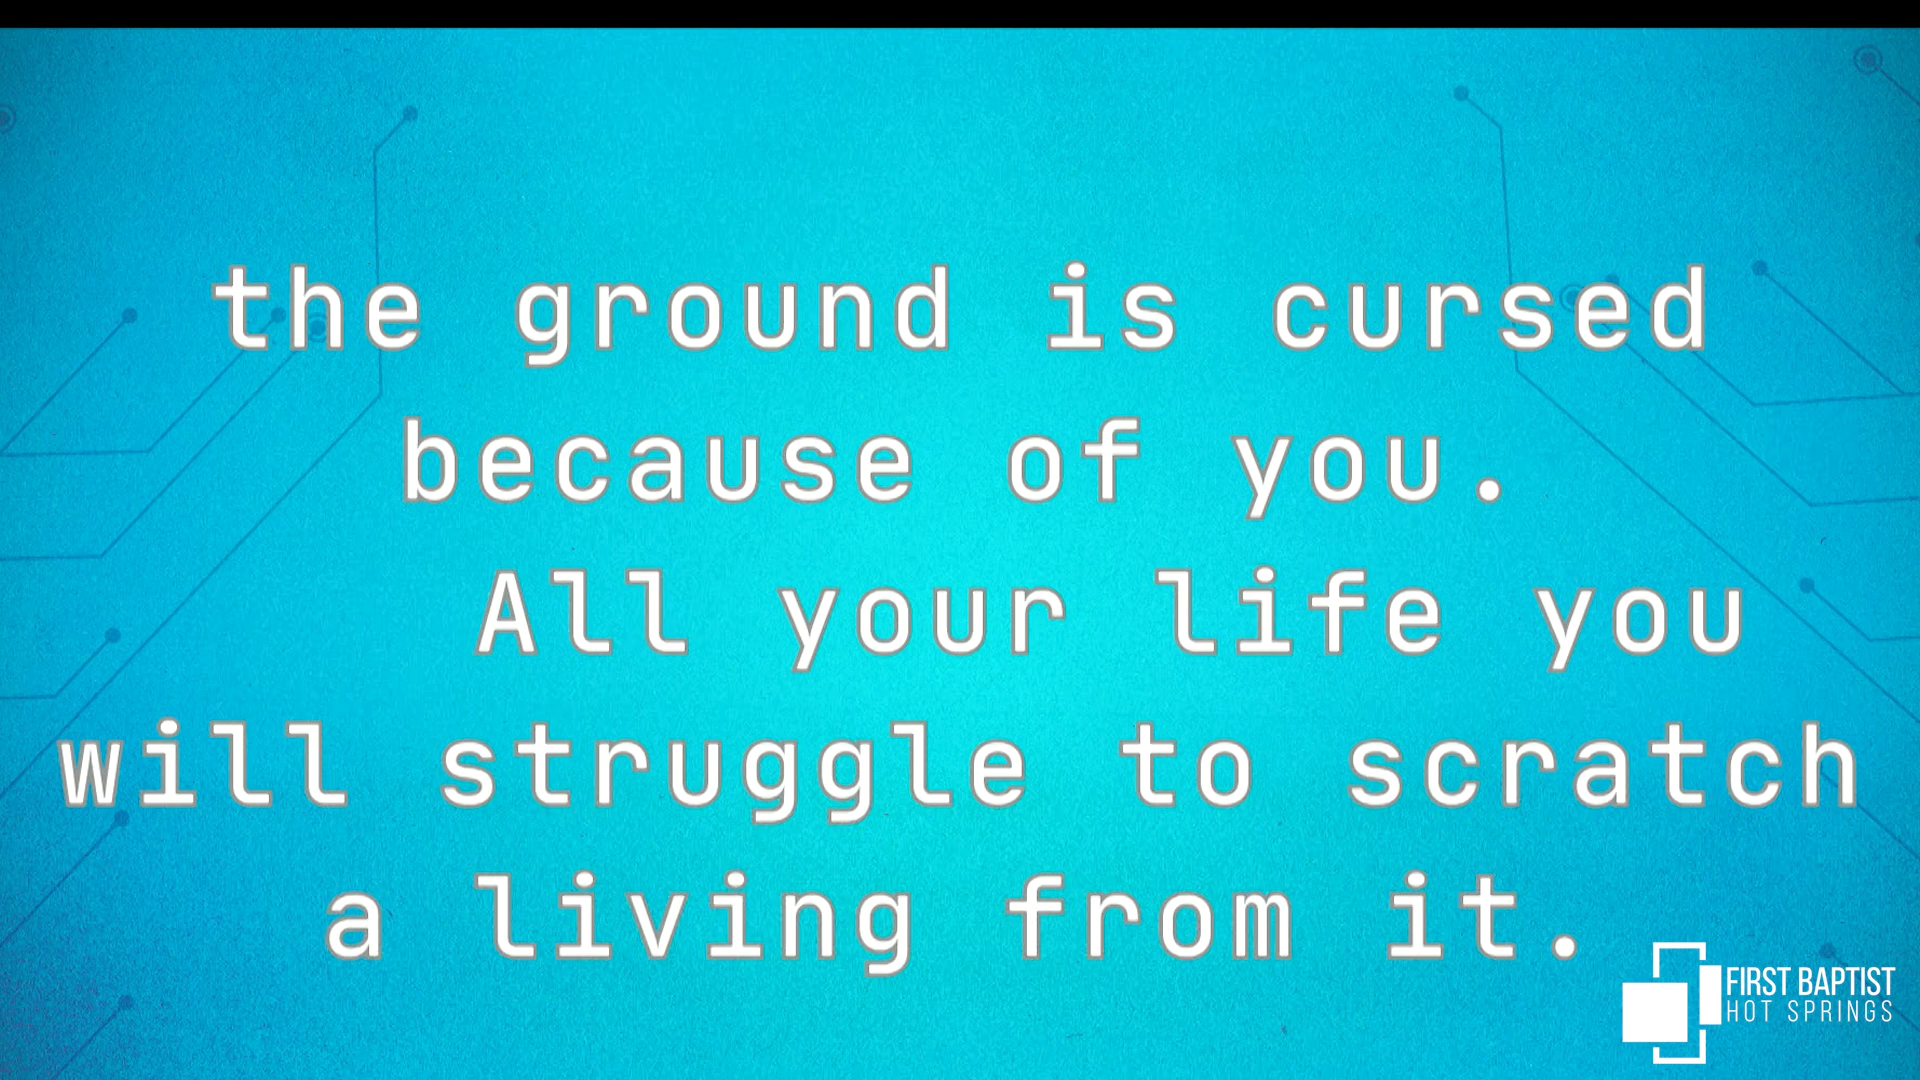 the ground is cursed
because of you.
All your life you
will struggle to scratch
a living from it.
FIRST BAPTIST
HOT SPRINGS